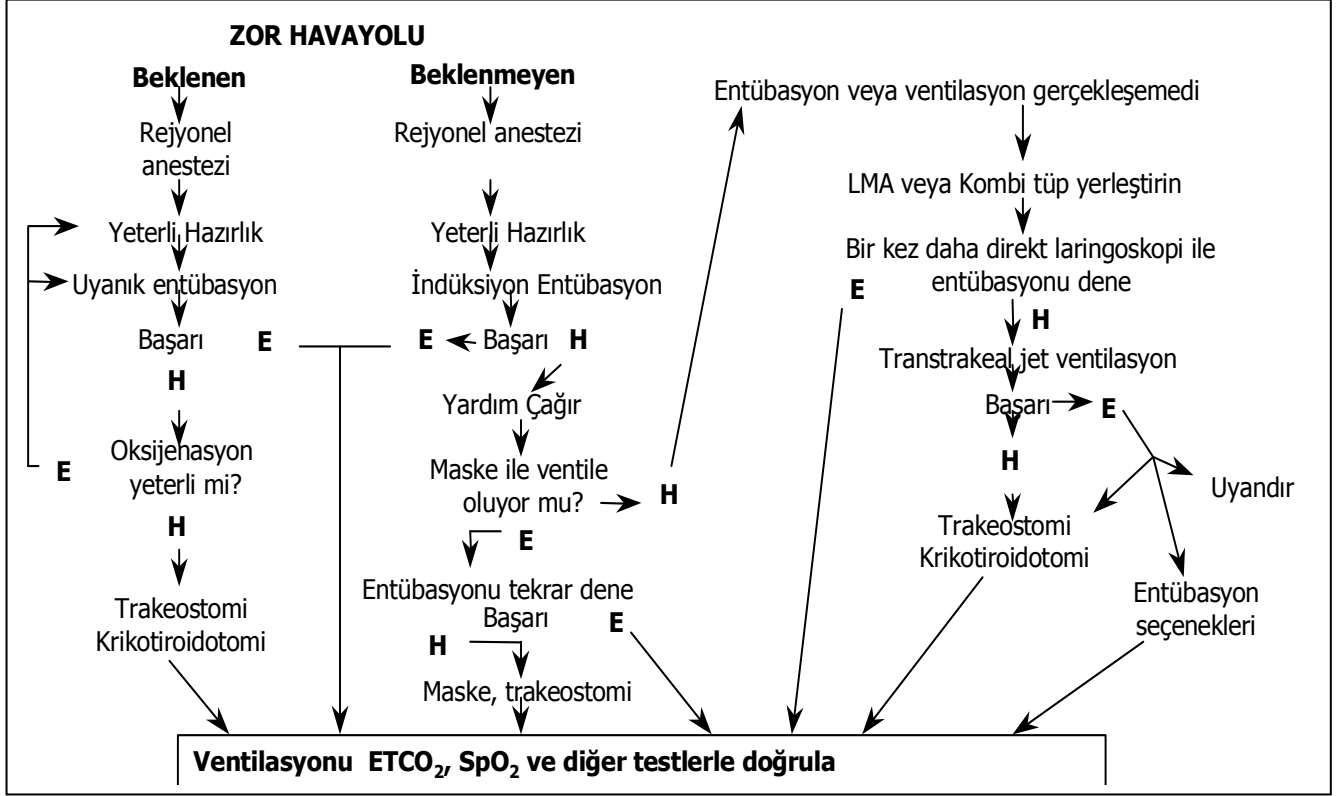 ZOR HAVAYOLU
Beklenen
Rejyonel
anestezi
Yeterli Hazırlık
Uyanık entübasyon
Başarı
E
H
Oksijenasyon
yeterli mi?
E
H
Trakeostomi
Krikotiroidotomi
Beklenmeyen
Rejyonel anestezi
Yeterli Hazırlık
İndüksiyon Entübasyon
E
Başarı
H
Yardım Çağır
Maske ile ventile
oluyor mu?
H
E
Entübasyonu tekrar dene
Başarı
E
H
Maske, trakeostomi
Entübasyon veya ventilasyon gerçekleşemedi
LMA veya Kombi tüp yerleştirin
Bir kez daha direkt laringoskopi ile
entübasyonu dene
E
H
Transtrakeal jet ventilasyon
Başarı
E
H
Uyandır
Trakeostomi
Krikotiroidotomi
Entübasyon
seçenekleri
Ventilasyonu ETCO₂, SpO₂ ve diğer testlerle doğrula